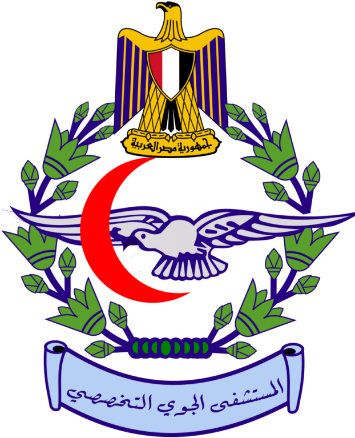 جمهورية مصر العربية
المستشفى الجوي التخصصي